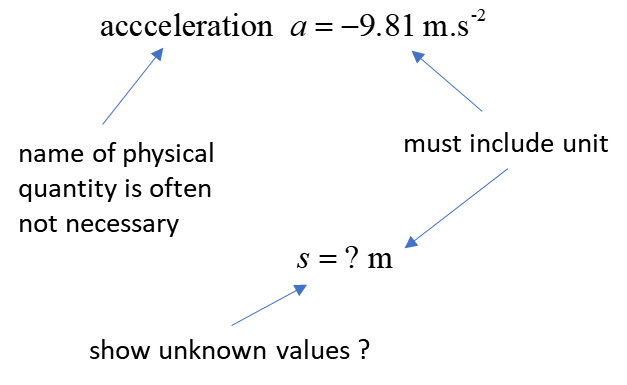 accceleration a = −9.81 m.s⁻²
name of physical
quantity is often
not necessary
must include unit
s = ? m
show unknown values ?